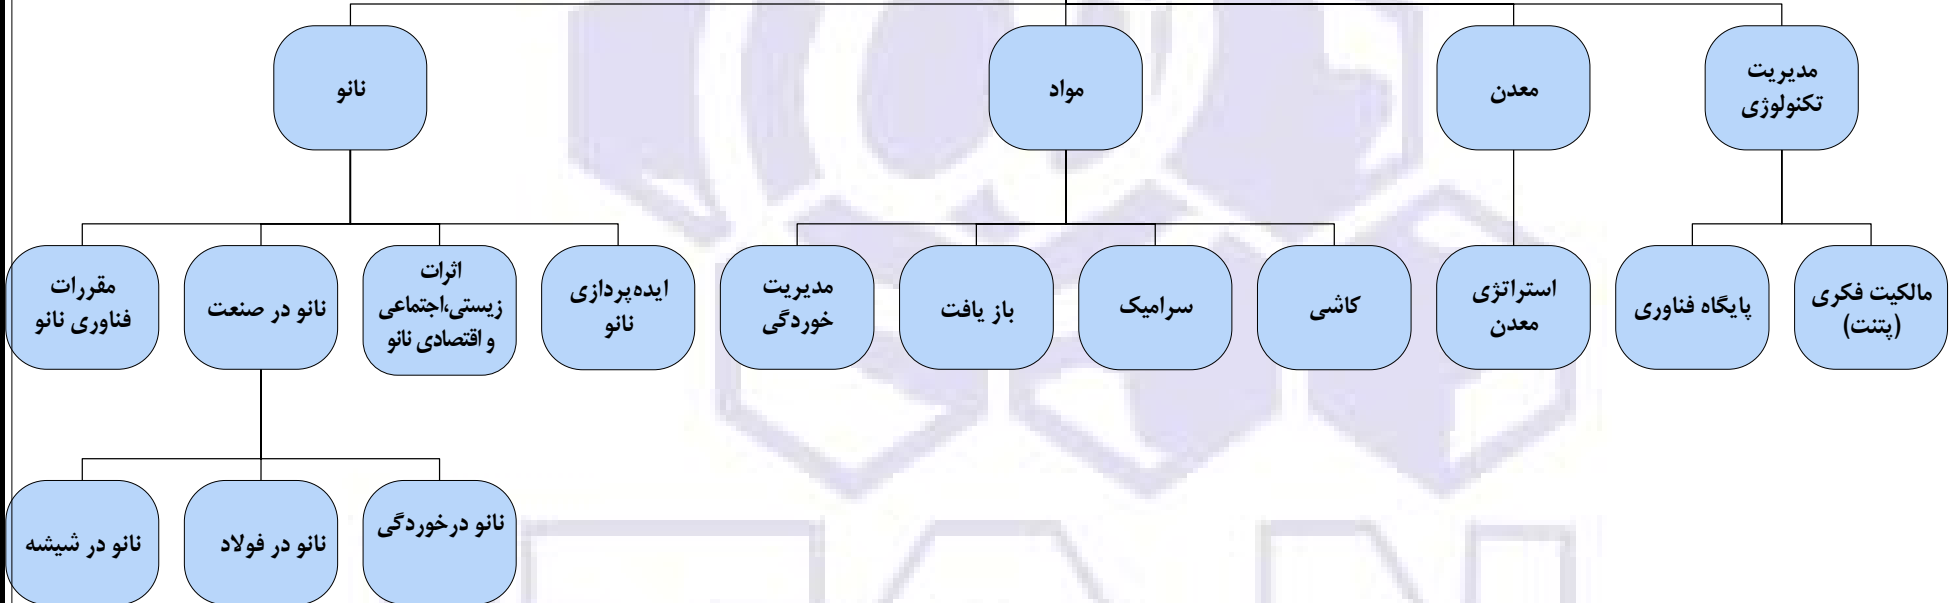 مدیریت
تکنولوژی
معدن
مواد
نانو
مالکیت فکری
(پتنت)
پایگاه فناوری
استراتژی
معدن
کاشی
سرامیک
باز یافت
مدیریت
خوردگی
ایده‌پردازی
نانو
اثرات
زیستی،اجتماعی
و اقتصادی نانو
نانو در صنعت
مقررات
فناوری نانو
نانو درخوردگی
نانو در فولاد
نانو در شیشه